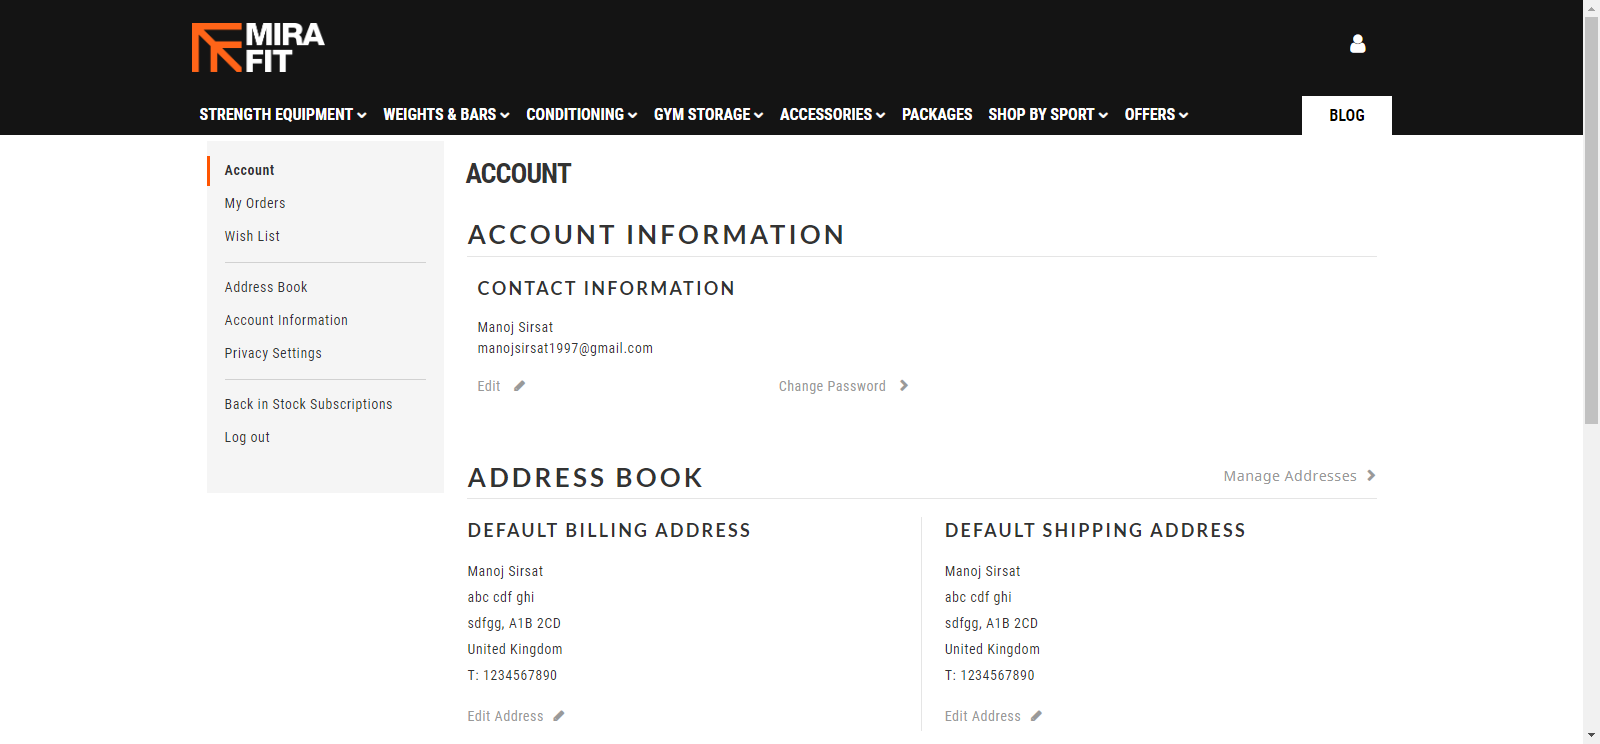 MIRA
FIT
STRENGTH EQUIPMENT WEIGHTS & BARS CONDITIONING GYM STORAGE ACCESSORIES PACKAGES SHOP BY SPORT OFFERS BLOG
Account
My Orders
Wish List
Address Book
Account Information
Privacy Settings
Back in Stock Subscriptions
Log out
ACCOUNT
ACCOUNT INFORMATION
CONTACT INFORMATION
Manoj Sirsat
manojsirsat1997@gmail.com
Edit Change Password
ADDRESS BOOK Manage Addresses
DEFAULT BILLING ADDRESS
Manoj Sirsat
abc cdf ghi
sdfgg, A1B 2CD
United Kingdom
T: 1234567890
Edit Address
DEFAULT SHIPPING ADDRESS
Manoj Sirsat
abc cdf ghi
sdfgg, A1B 2CD
United Kingdom
T: 1234567890
Edit Address